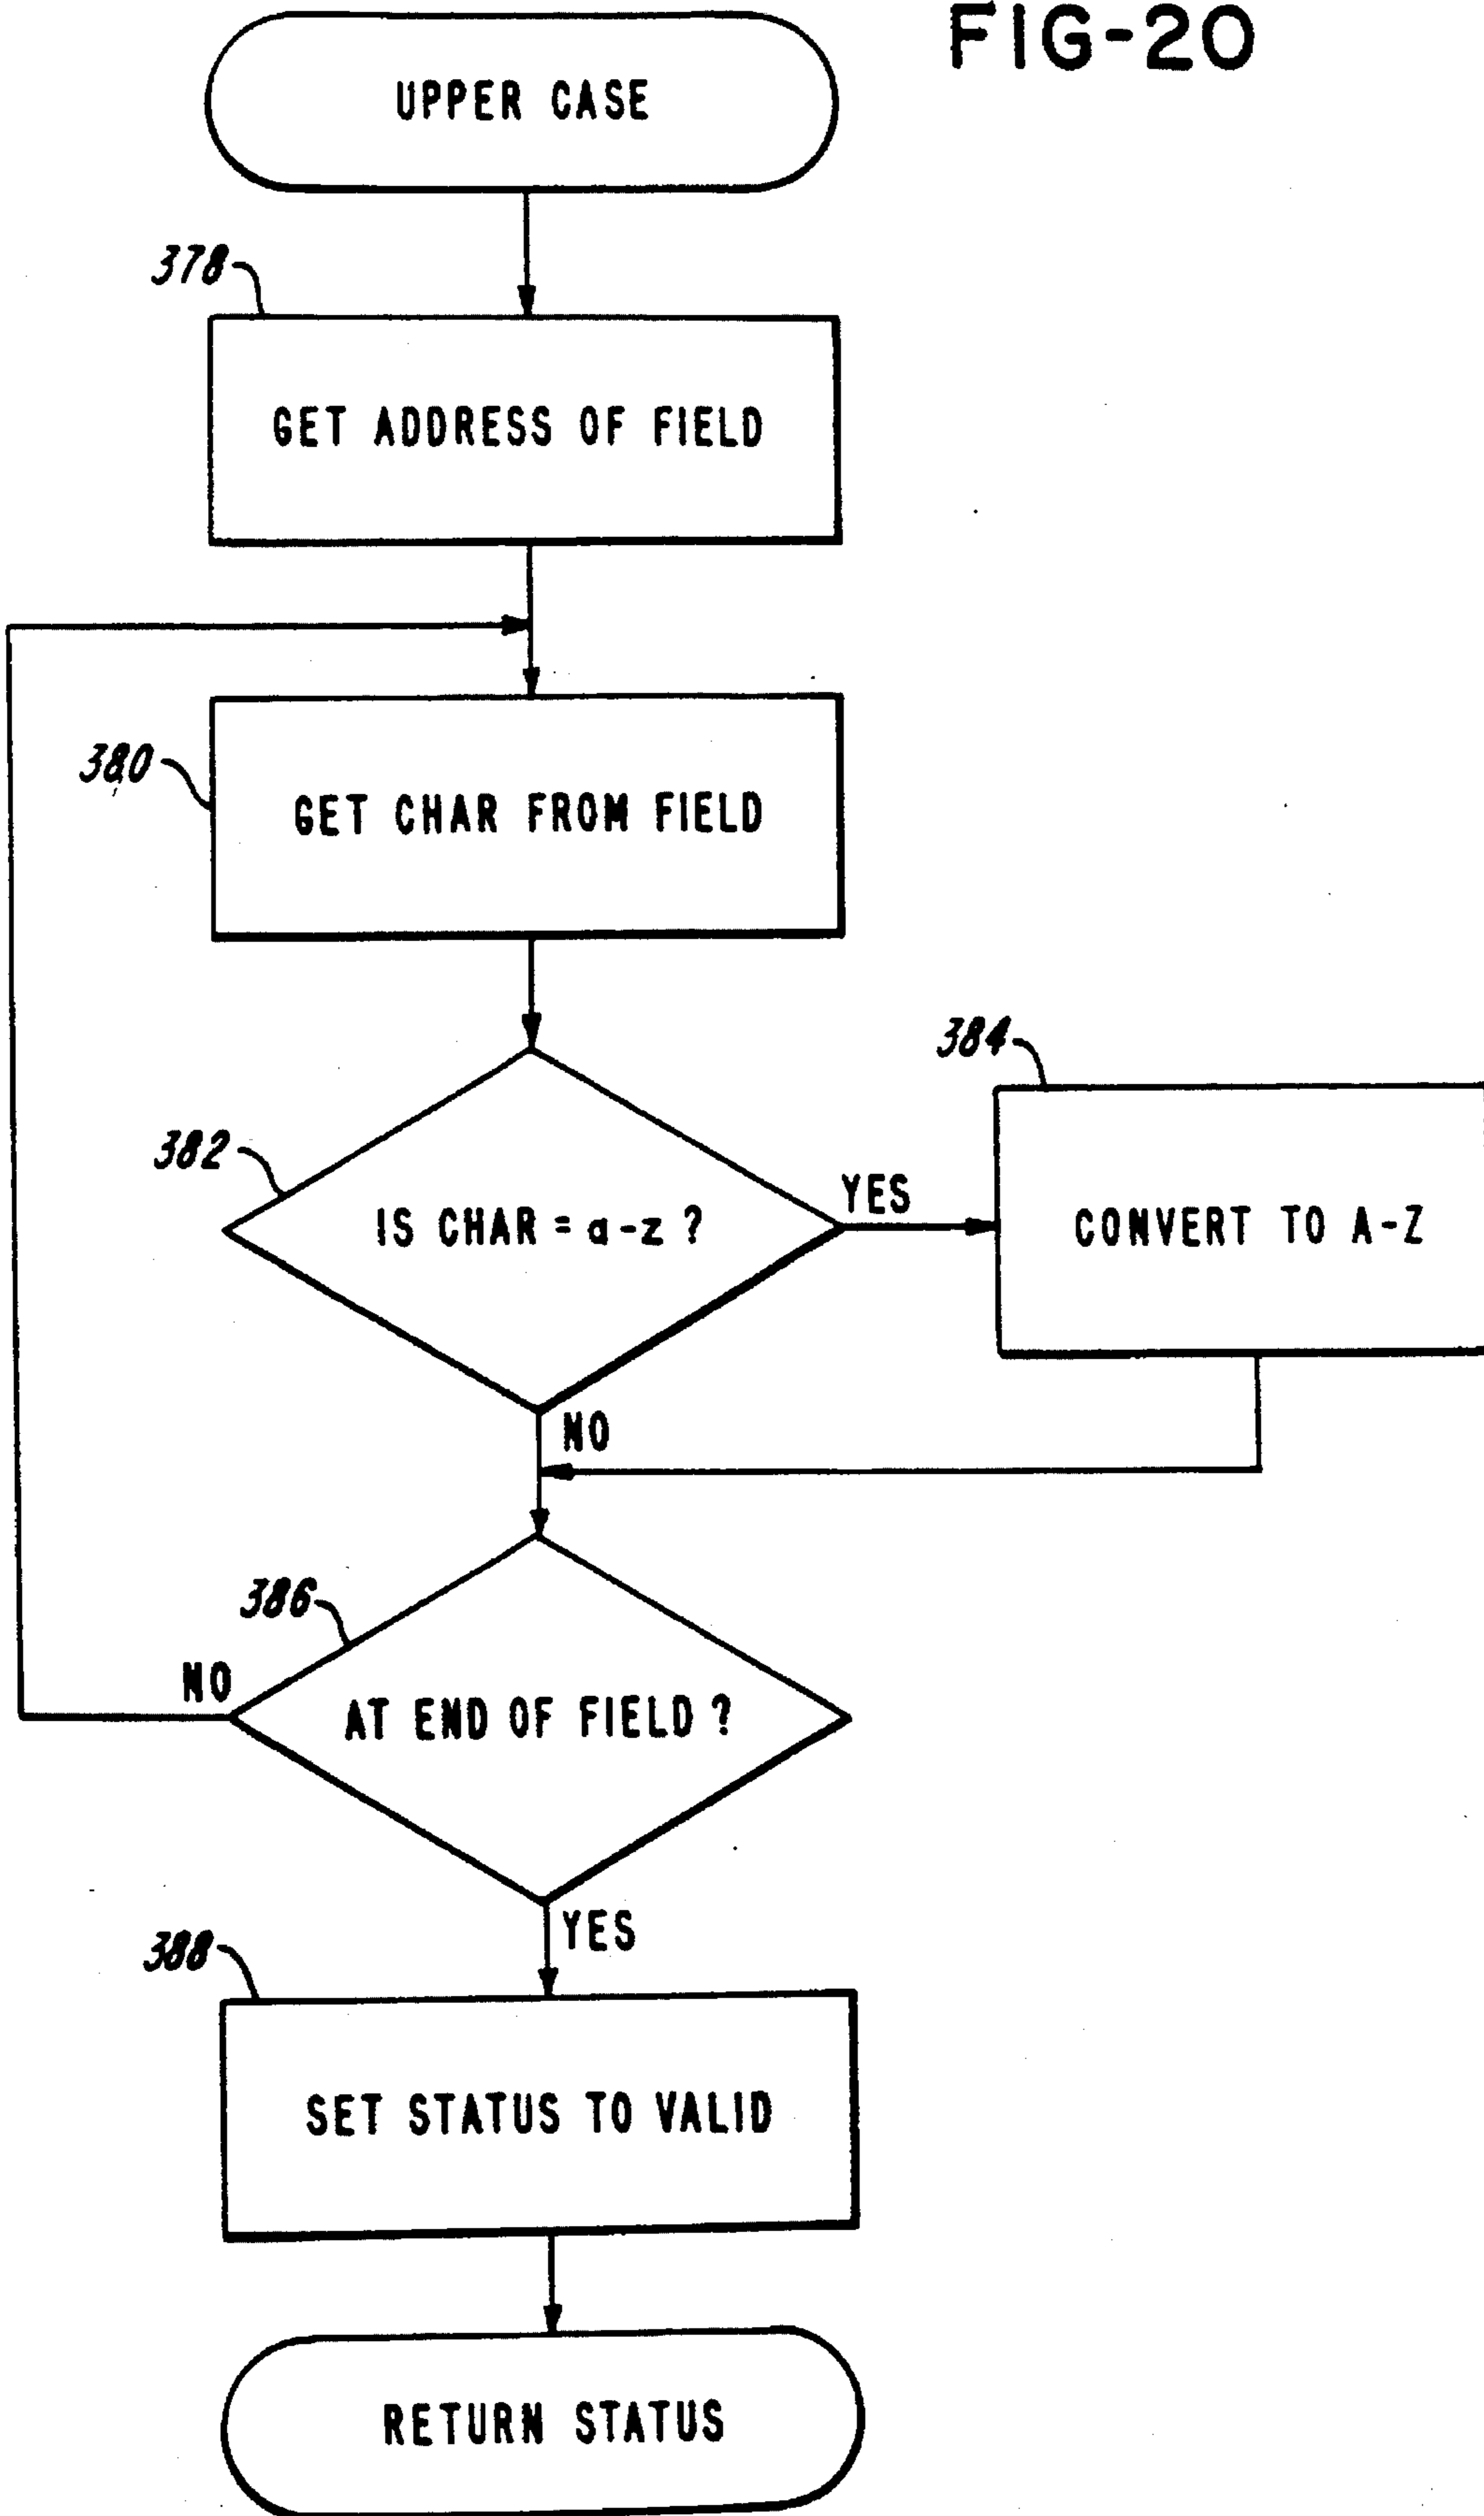 FIG-20
UPPER CASE
378
GET ADDRESS OF FIELD
380
GET CHAR FROM FIELD
382
IS CHAR = a-z ?
YES
384
CONVERT TO A-Z
NO
386
NO
AT END OF FIELD ?
YES
388
SET STATUS TO VALID
RETURN STATUS